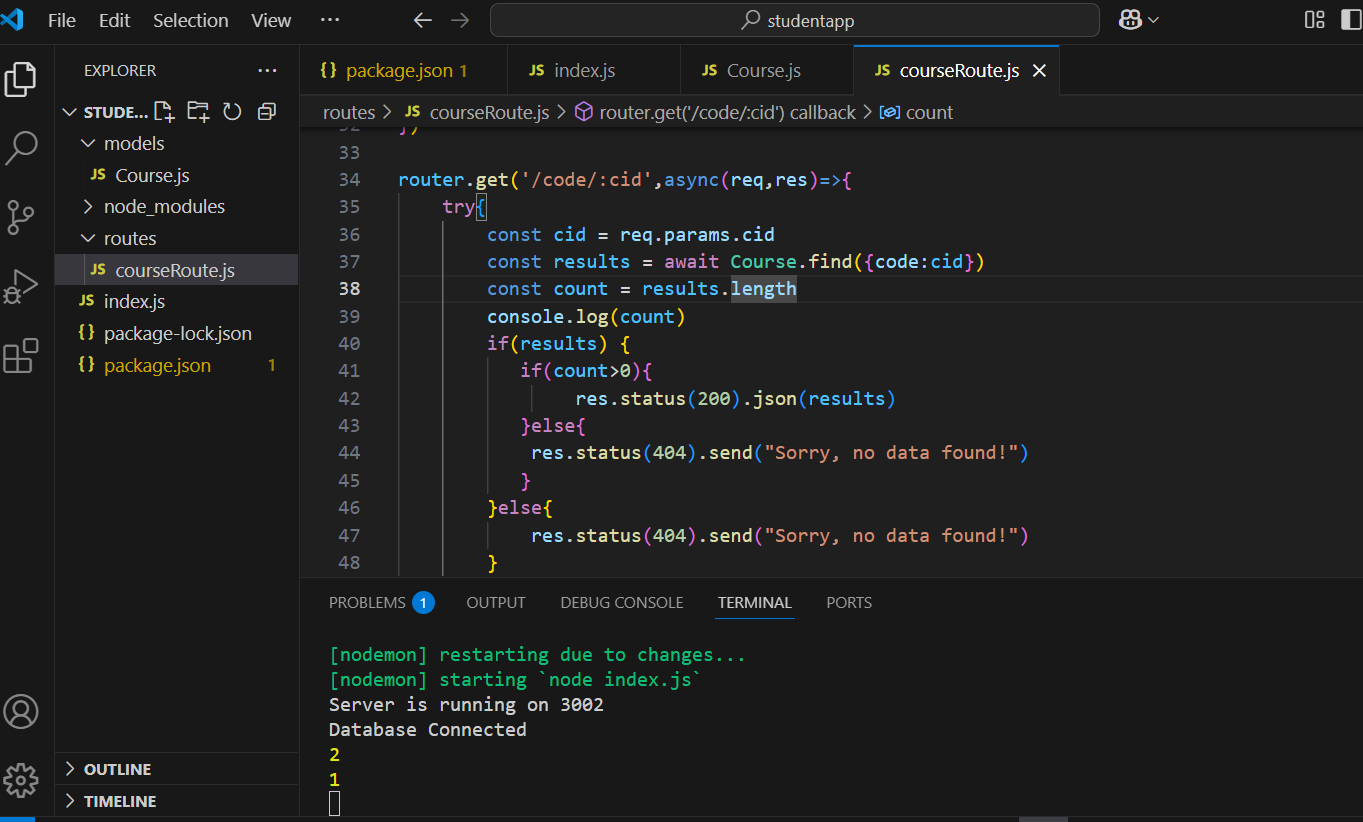 File Edit Selection View ... studentapp
EXPLORER ...
{} package.json 1 JS index.js JS Course.js JS courseRoute.js
STUDE...
routes > JS courseRoute.js > router.get('/code/:cid') callback > count
models
JS Course.js
node_modules
routes
JS courseRoute.js
JS index.js
{} package-lock.json
{} package.json 1
OUTLINE
TIMELINE
32 })
33
34 router.get('/code/:cid',async(req,res)=>{
35 try{
36 const cid = req.params.cid
37 const results = await Course.find({code:cid})
38 const count = results.length
39 console.log(count)
40 if(results) {
41 if(count>0){
42 res.status(200).json(results)
43 }else{
44 res.status(404).send("Sorry, no data found!")
45 }
46 }else{
47 res.status(404).send("Sorry, no data found!")
48 }
PROBLEMS 1 OUTPUT DEBUG CONSOLE TERMINAL PORTS
[nodemon] restarting due to changes...
[nodemon] starting `node index.js`
Server is running on 3002
Database Connected
2
1